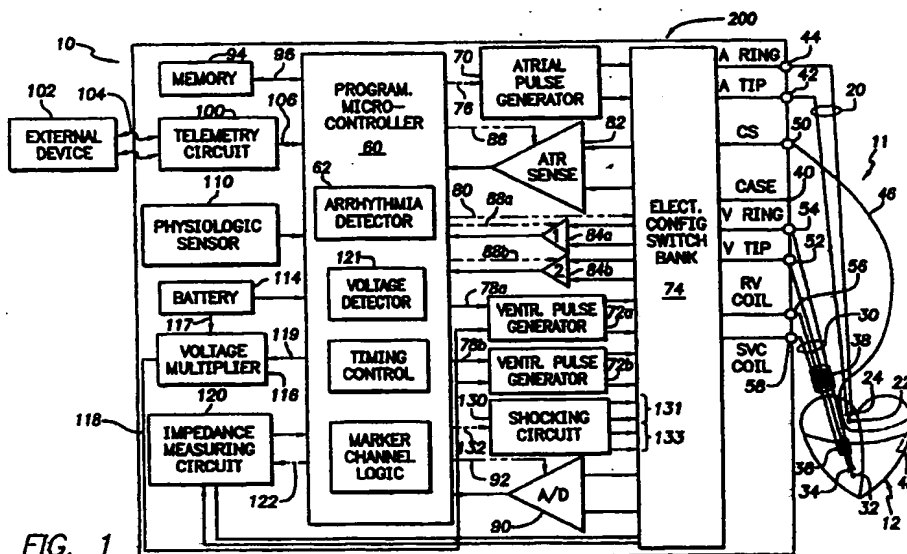 200
10
94
MEMORY
96
102
EXTERNAL
DEVICE
104
100
TELEMETRY
CIRCUIT
106
110
PHYSIOLOGIC
SENSOR
114
BATTERY
117
VOLTAGE
MULTIPLIER
119
116
118
120
IMPEDANCE
MEASURING
CIRCUIT
122
PROGRAM.
MICRO-
CONTROLLER
60
62
ARRHYTHMIA
DETECTOR
121
VOLTAGE
DETECTOR
TIMING
CONTROL
MARKER
CHANNEL
LOGIC
70
76
ATRIAL
PULSE
GENERATOR
86
82
ATR
SENSE
80
88a
1
84a
88b
2
84b
78a
VENTR. PULSE
GENERATOR
72a
78b
VENTR. PULSE
GENERATOR
72b
130
SHOCKING
CIRCUIT
131
133
132
92
A/D
90
ELECT.
CONFIG
SWITCH
BANK
74
A RING
44
A TIP
42
20
CS
50
11
CASE
40
46
V RING
54
V TIP
52
RV
COIL
56
30
38
SVC
COIL
58
24
22
36
34
32
12
FIG. 1